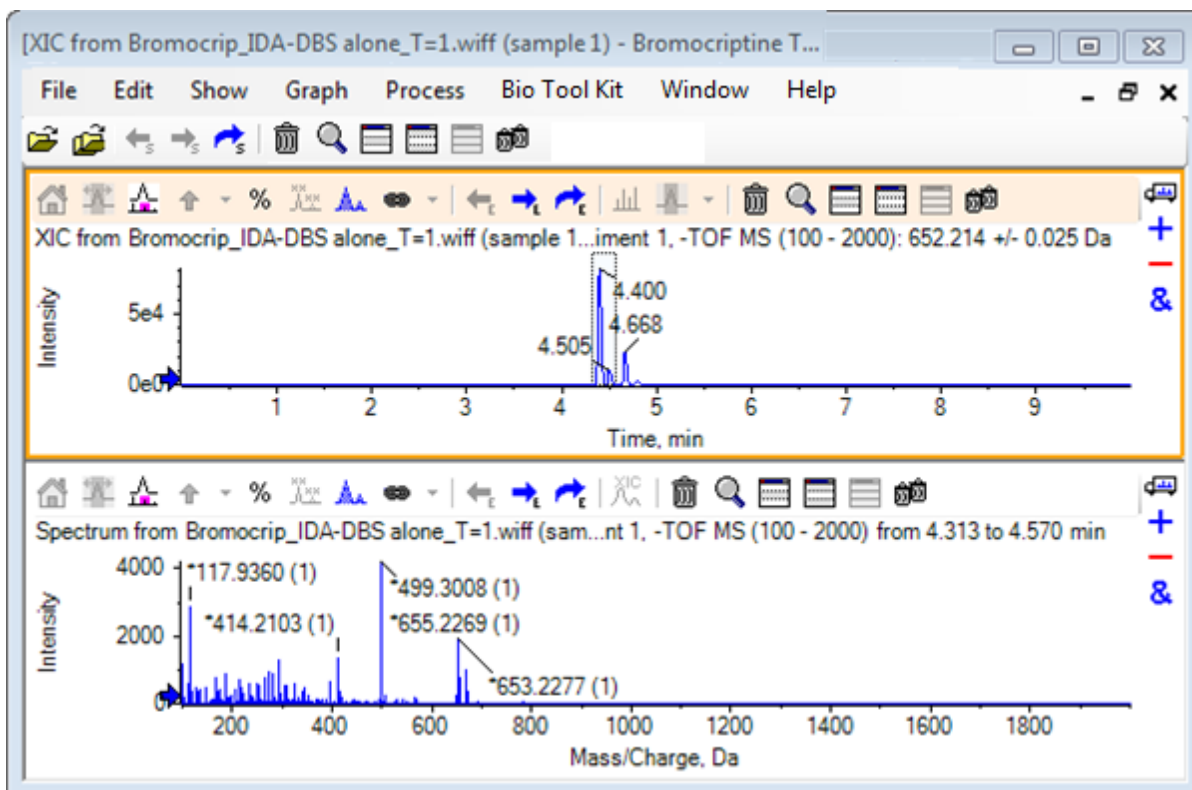 [XIC from Bromocrip_IDA-DBS alone_T=1.wiff (sample 1) - Bromocriptine T...
File Edit Show Graph Process Bio Tool Kit Window Help
XIC from Bromocrip_IDA-DBS alone_T=1.wiff (sample 1...iment 1, -TOF MS (100 - 2000): 652.214 +/- 0.025 Da
Intensity
5e4
0e0
4.400
4.668
4.505
1 2 3 4 5 6 7 8 9
Time, min
Spectrum from Bromocrip_IDA-DBS alone_T=1.wiff (sam...nt 1, -TOF MS (100 - 2000) from 4.313 to 4.570 min
Intensity
4000
2000
0
*117.9360 (1)
*499.3008 (1)
*414.2103 (1)
*655.2269 (1)
*653.2277 (1)
200 400 600 800 1000 1200 1400 1600 1800
Mass/Charge, Da